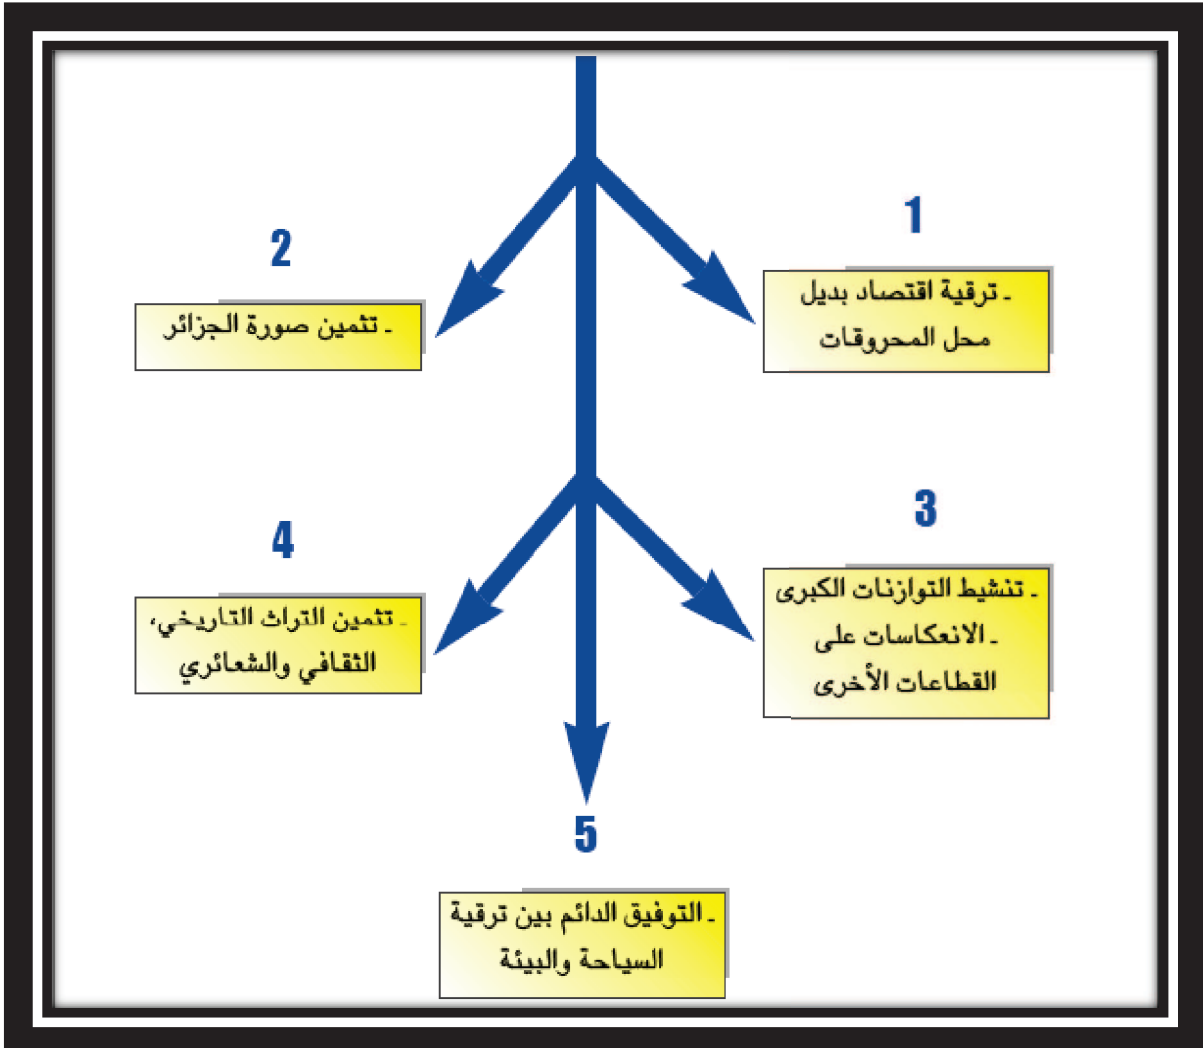 1
ـ ترقية اقتصاد بديل
محل المحروقات
2
ـ تثمين صورة الجزائر
3
ـ تنشيط التوازنات الكبرى
ـ الانعكاسات على
القطاعات الأخرى
4
ـ تثمين التراث التاريخي،
الثقافي والشعائري
5
ـ التوفيق الدائم بين ترقية
السياحة والبيئة